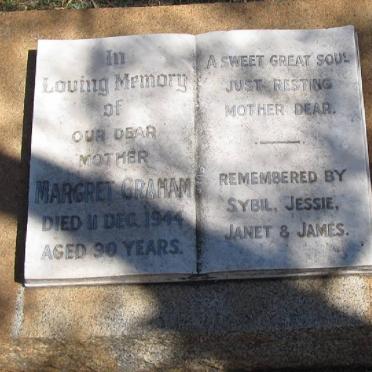 In
Loving Memory
of
OUR DEAR
MOTHER
MARGRET GRAHAM
DIED 11 DEC. 1944
AGED 90 YEARS.
A SWEET GREAT SOUL
JUST RESTING
MOTHER DEAR.
REMEMBERED BY
SYBIL, JESSIE,
JANET & JAMES.